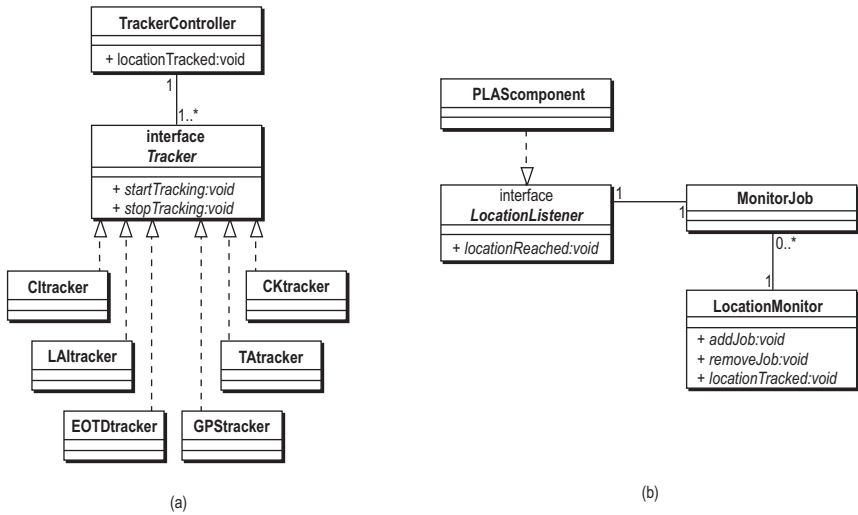 TrackerController
+ locationTracked:void
1
1..*
interface
Tracker
+ startTracking:void
+ stopTracking:void
CItracker
CKtracker
LAItracker
TAtracker
EOTDtracker
GPStracker
(a)
PLAScomponent
interface
LocationListener
+ locationReached:void
1
1
MonitorJob
0..*
1
LocationMonitor
+ addJob:void
+ removeJob:void
+ locationTracked:void
(b)